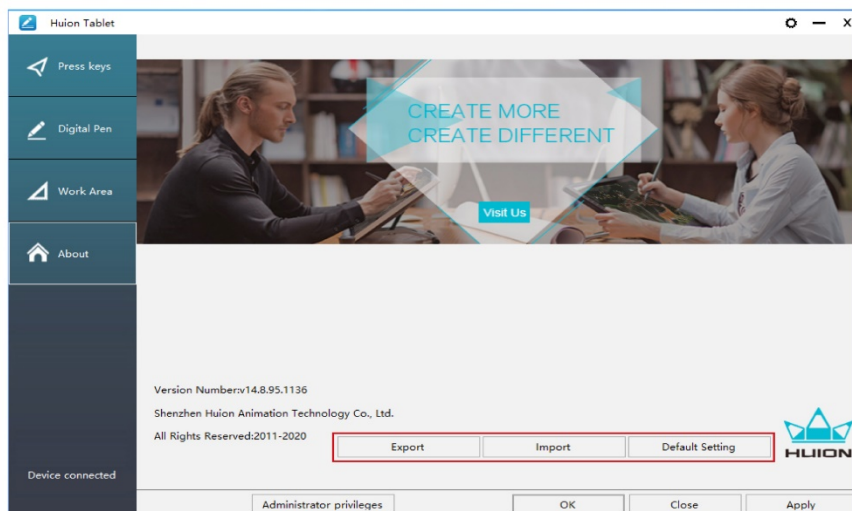 Huion Tablet
Press keys
Digital Pen
Work Area
About
CREATE MORE
CREATE DIFFERENT
Visit Us
Version Number:v14.8.95.1136
Shenzhen Huion Animation Technology Co., Ltd.
All Rights Reserved:2011-2020
Export Import Default Setting
HUION
Device connected
Administrator privileges OK Close Apply